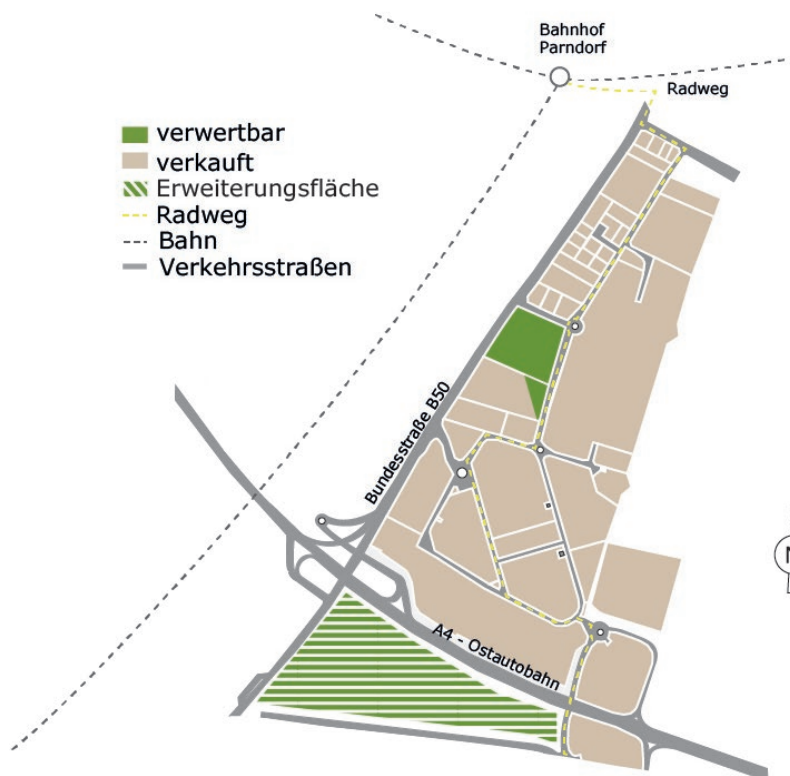 Bahnhof
Parndorf
Radweg
verwertbar
verkauft
Erweiterungsfläche
Radweg
Bahn
Verkehrsstraßen
Bundesstraße B50
A4 - Ostautobahn